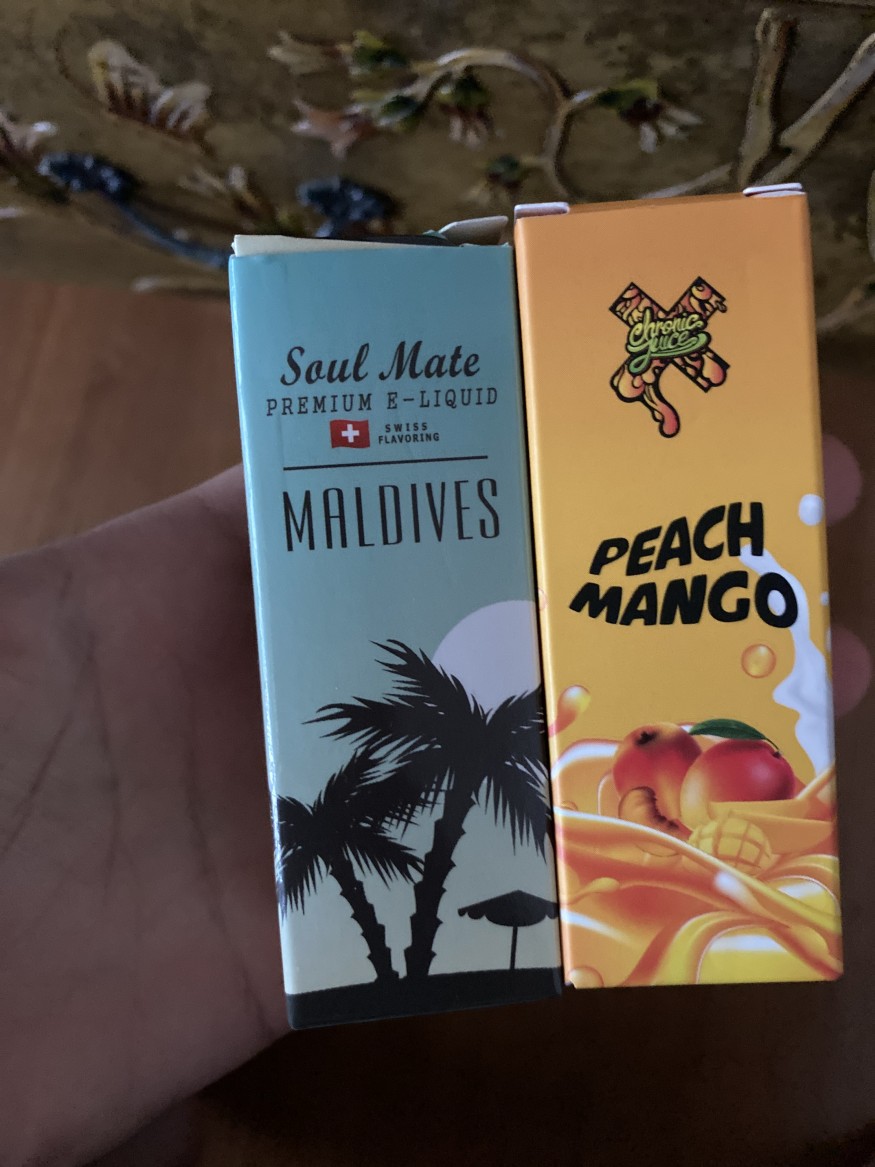 Soul Mate
PREMIUM E-LIQUID
SWISS
FLAVORING
MALDIVES
Chronic
Juice
PEACH
MANGO